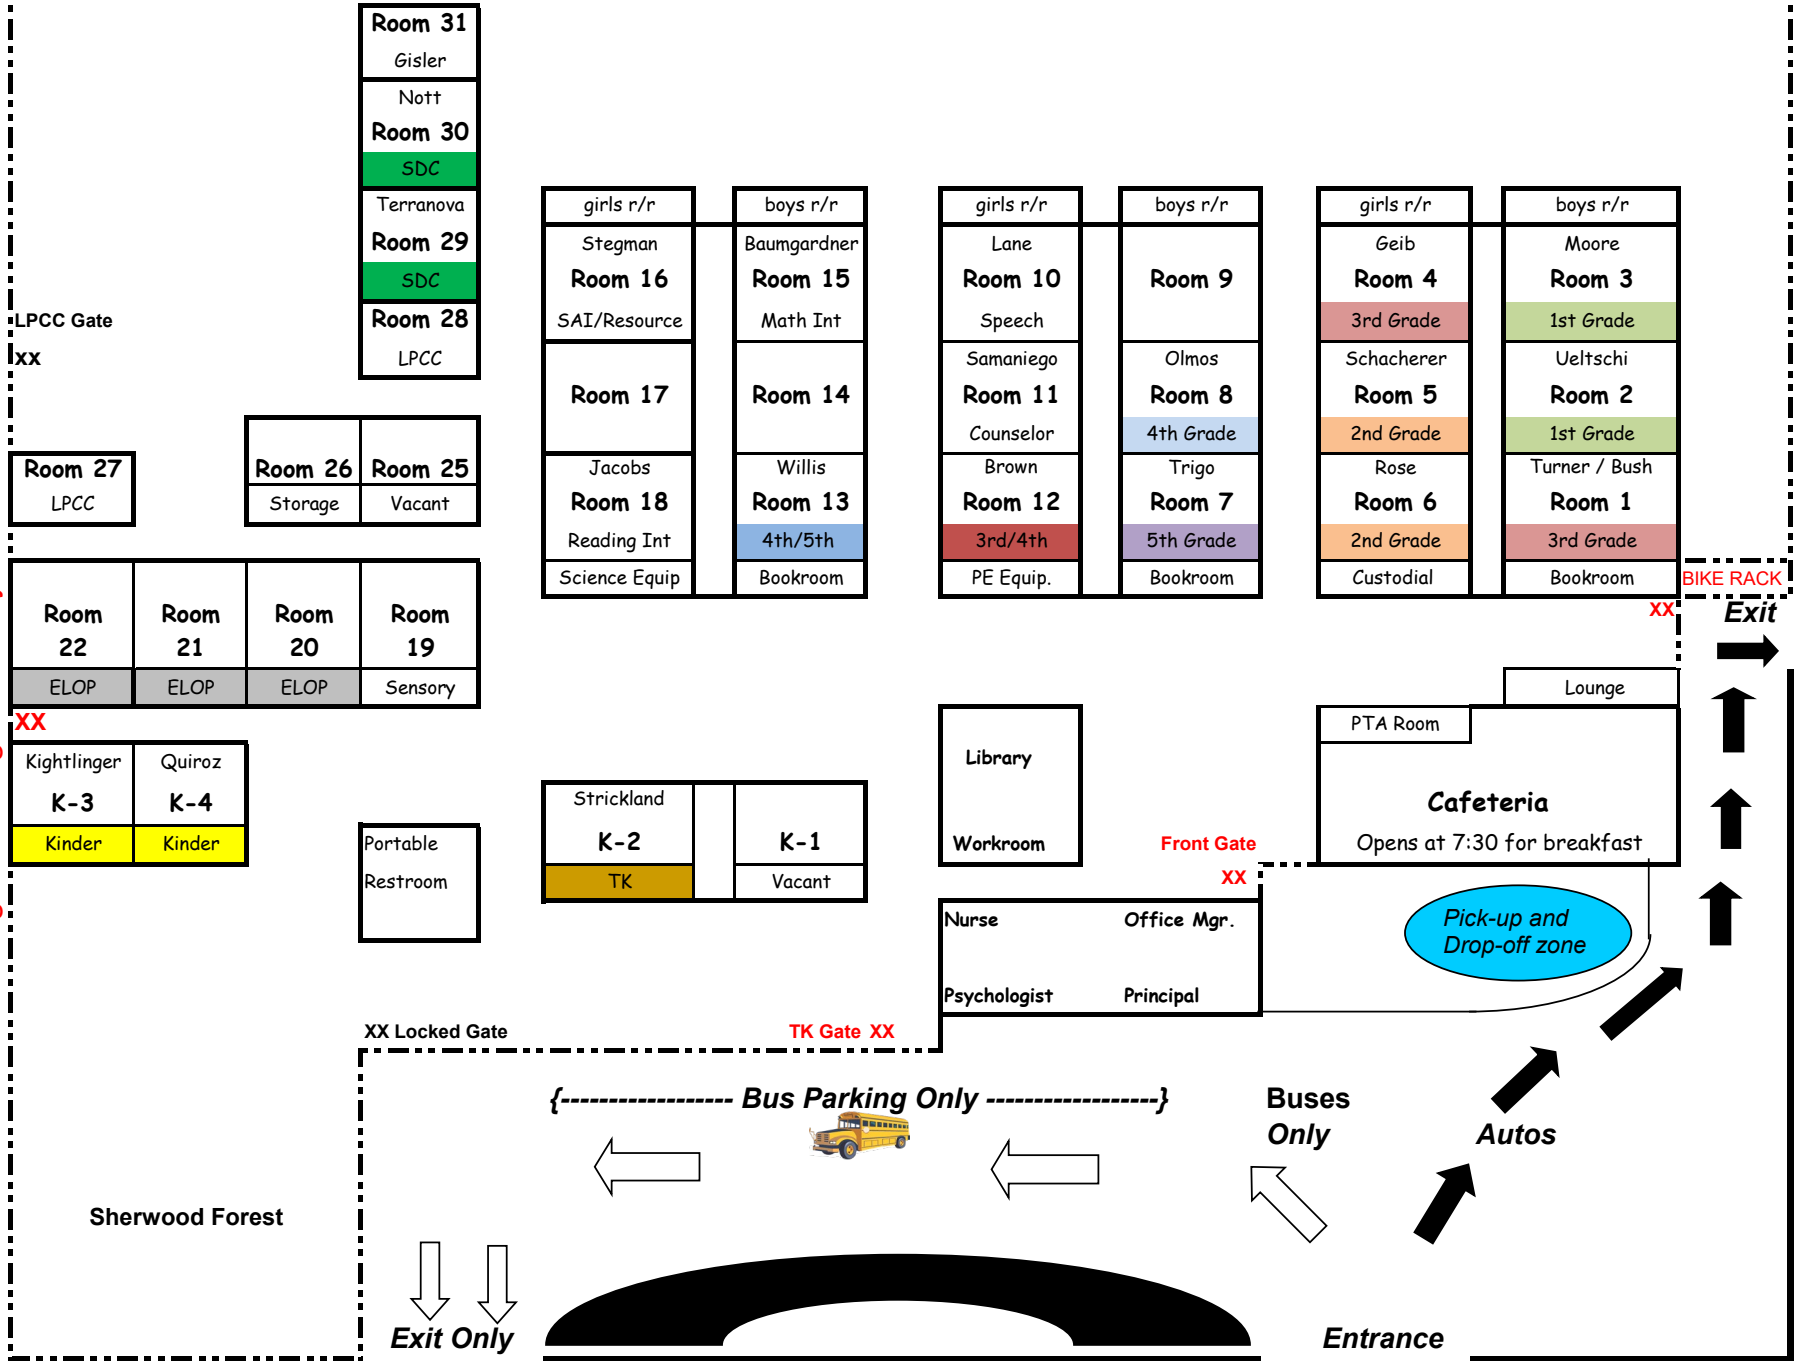 Room 31
Gisler
Nott
Room 30
SDC
Terranova
Room 29
SDC
Room 28
LPCC
LPCC Gate
XX
Room 27
LPCC
Room 26
Storage
Room 25
Vacant
girls r/r
Stegman
Room 16
SAI/Resource
Room 17
Jacobs
Room 18
Reading Int
Science Equip
boys r/r
Baumgardner
Room 15
Math Int
Room 14
Willis
Room 13
4th/5th
Bookroom
girls r/r
Lane
Room 10
Speech
Samaniego
Room 11
Counselor
Brown
Room 12
3rd/4th
PE Equip.
boys r/r
Room 9
Olmos
Room 8
4th Grade
Trigo
Room 7
5th Grade
Bookroom
girls r/r
Geib
Room 4
3rd Grade
Schacherer
Room 5
2nd Grade
Rose
Room 6
2nd Grade
Custodial
boys r/r
Moore
Room 3
1st Grade
Ueltschi
Room 2
1st Grade
Turner / Bush
Room 1
3rd Grade
Bookroom
BIKE RACK
XX
Exit
Room
22
ELOP
Room
21
ELOP
Room
20
ELOP
Room
19
Sensory
XX
Kightlinger
K-3
Kinder
Quiroz
K-4
Kinder
Portable
Restroom
Strickland
K-2
TK
K-1
Vacant
Library
Workroom
Lounge
PTA Room
Cafeteria
Opens at 7:30 for breakfast
Front Gate
XX
Nurse
Office Mgr.
Psychologist
Principal
Pick-up and
Drop-off zone
XX Locked Gate
TK Gate XX
{------------------ Bus Parking Only ------------------}
Buses
Only
Autos
Sherwood Forest
Exit Only
Entrance